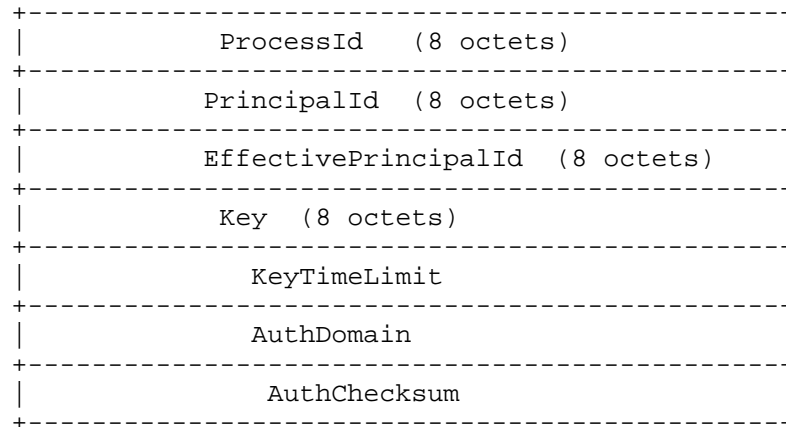 ProcessId (8 octets)
PrincipalId (8 octets)
EffectivePrincipalId (8 octets)
Key (8 octets)
KeyTimeLimit
AuthDomain
AuthChecksum